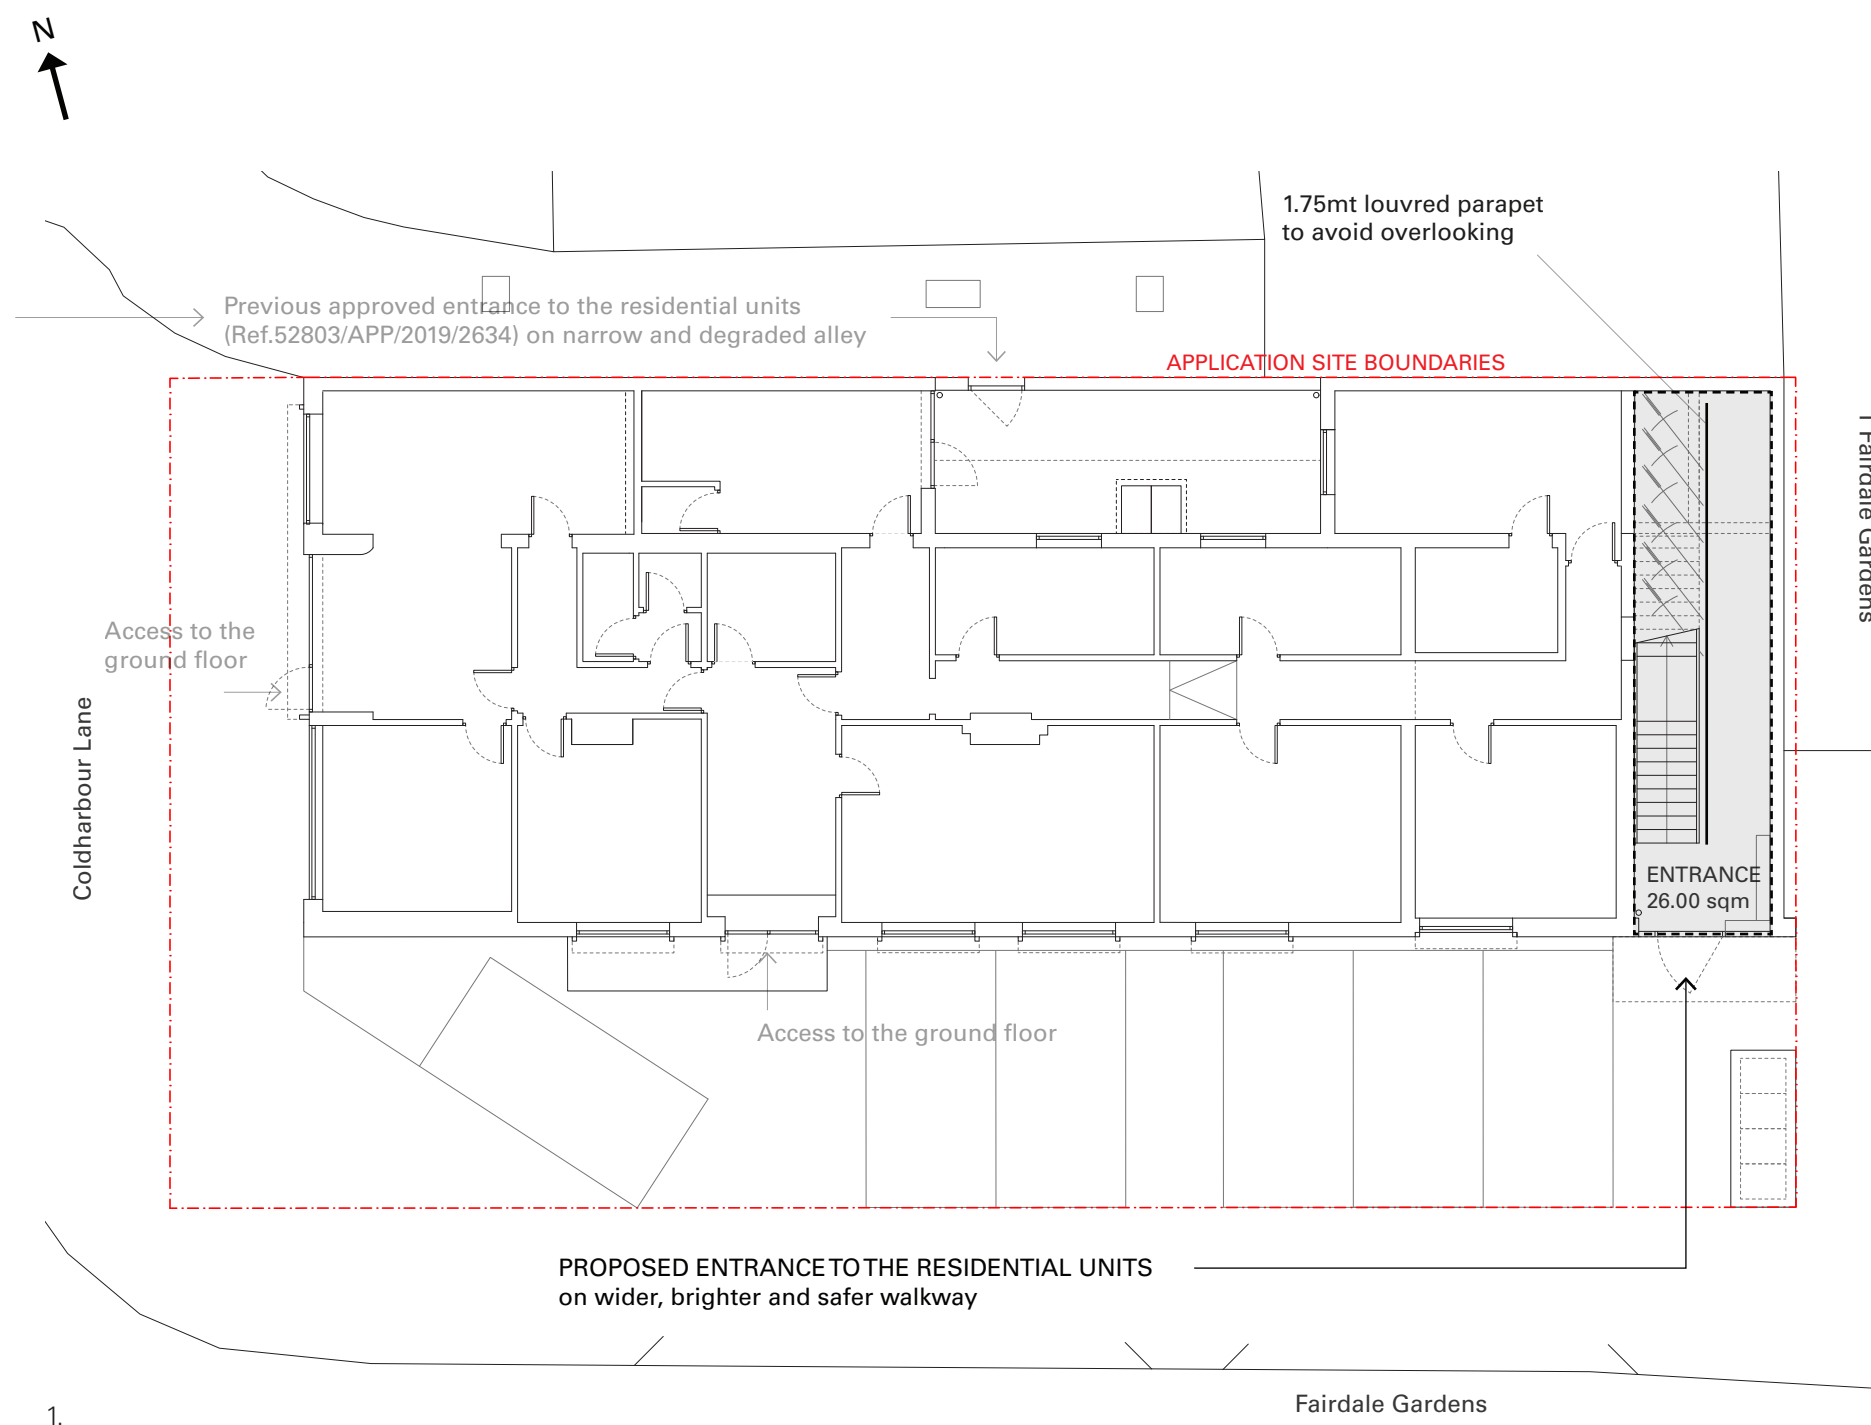 N
1.75mt louvred parapet
to avoid overlooking
Previous approved entrance to the residential units
(Ref.52803/APP/2019/2634) on narrow and degraded alley
APPLICATION SITE BOUNDARIES
Fairdale Gardens
Access to the
ground floor
Coldharbour Lane
ENTRANCE
26.00 sqm
Access to the ground floor
PROPOSED ENTRANCE TO THE RESIDENTIAL UNITS
on wider, brighter and safer walkway
Fairdale Gardens
1.